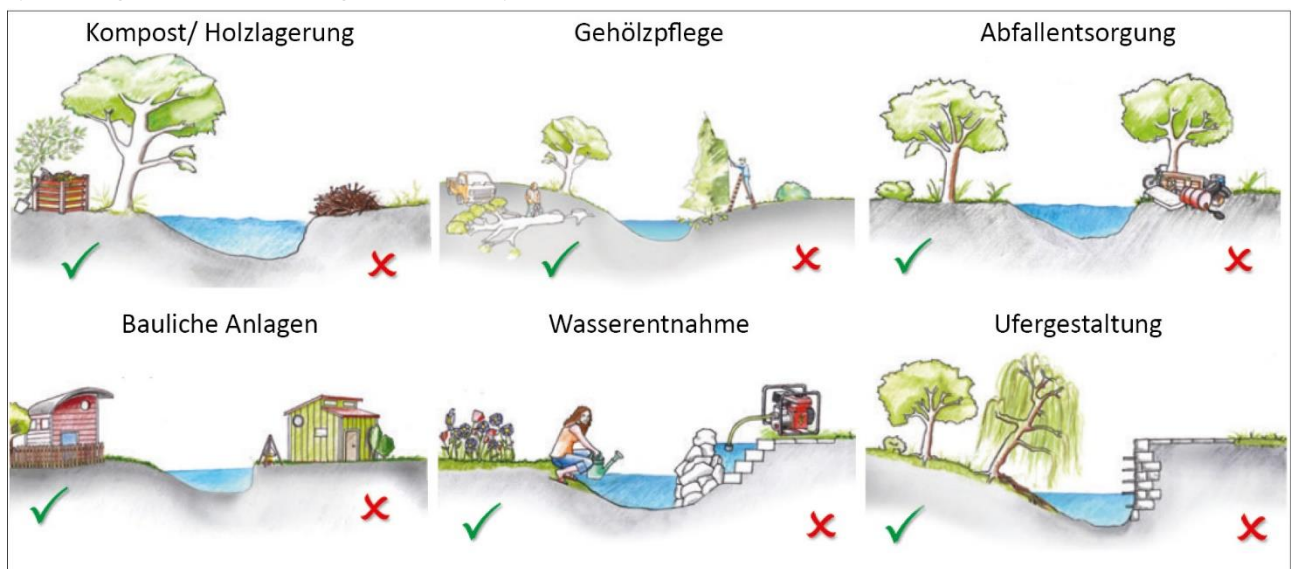 Kompost/ Holzlagerung
Gehölzpflege
Abfallentsorgung
Bauliche Anlagen
Wasserentnahme
Ufergestaltung